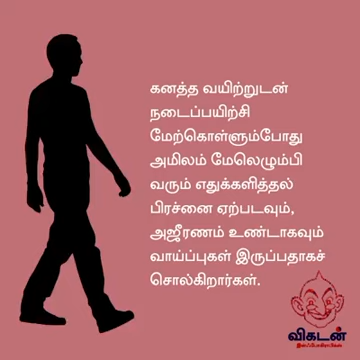 கனத்த வயிற்றுடன்
நடைப்பயிற்சி
மேற்கொள்ளும்போது
அமிலம் மேலெழும்பி
வரும் எதுக்களித்தல்
பிரச்னை ஏற்படவும்,
அஜீரணம் உண்டாகவும்
வாய்ப்புகள் இருப்பதாகச்
சொல்கிறார்கள்.
விகடன்